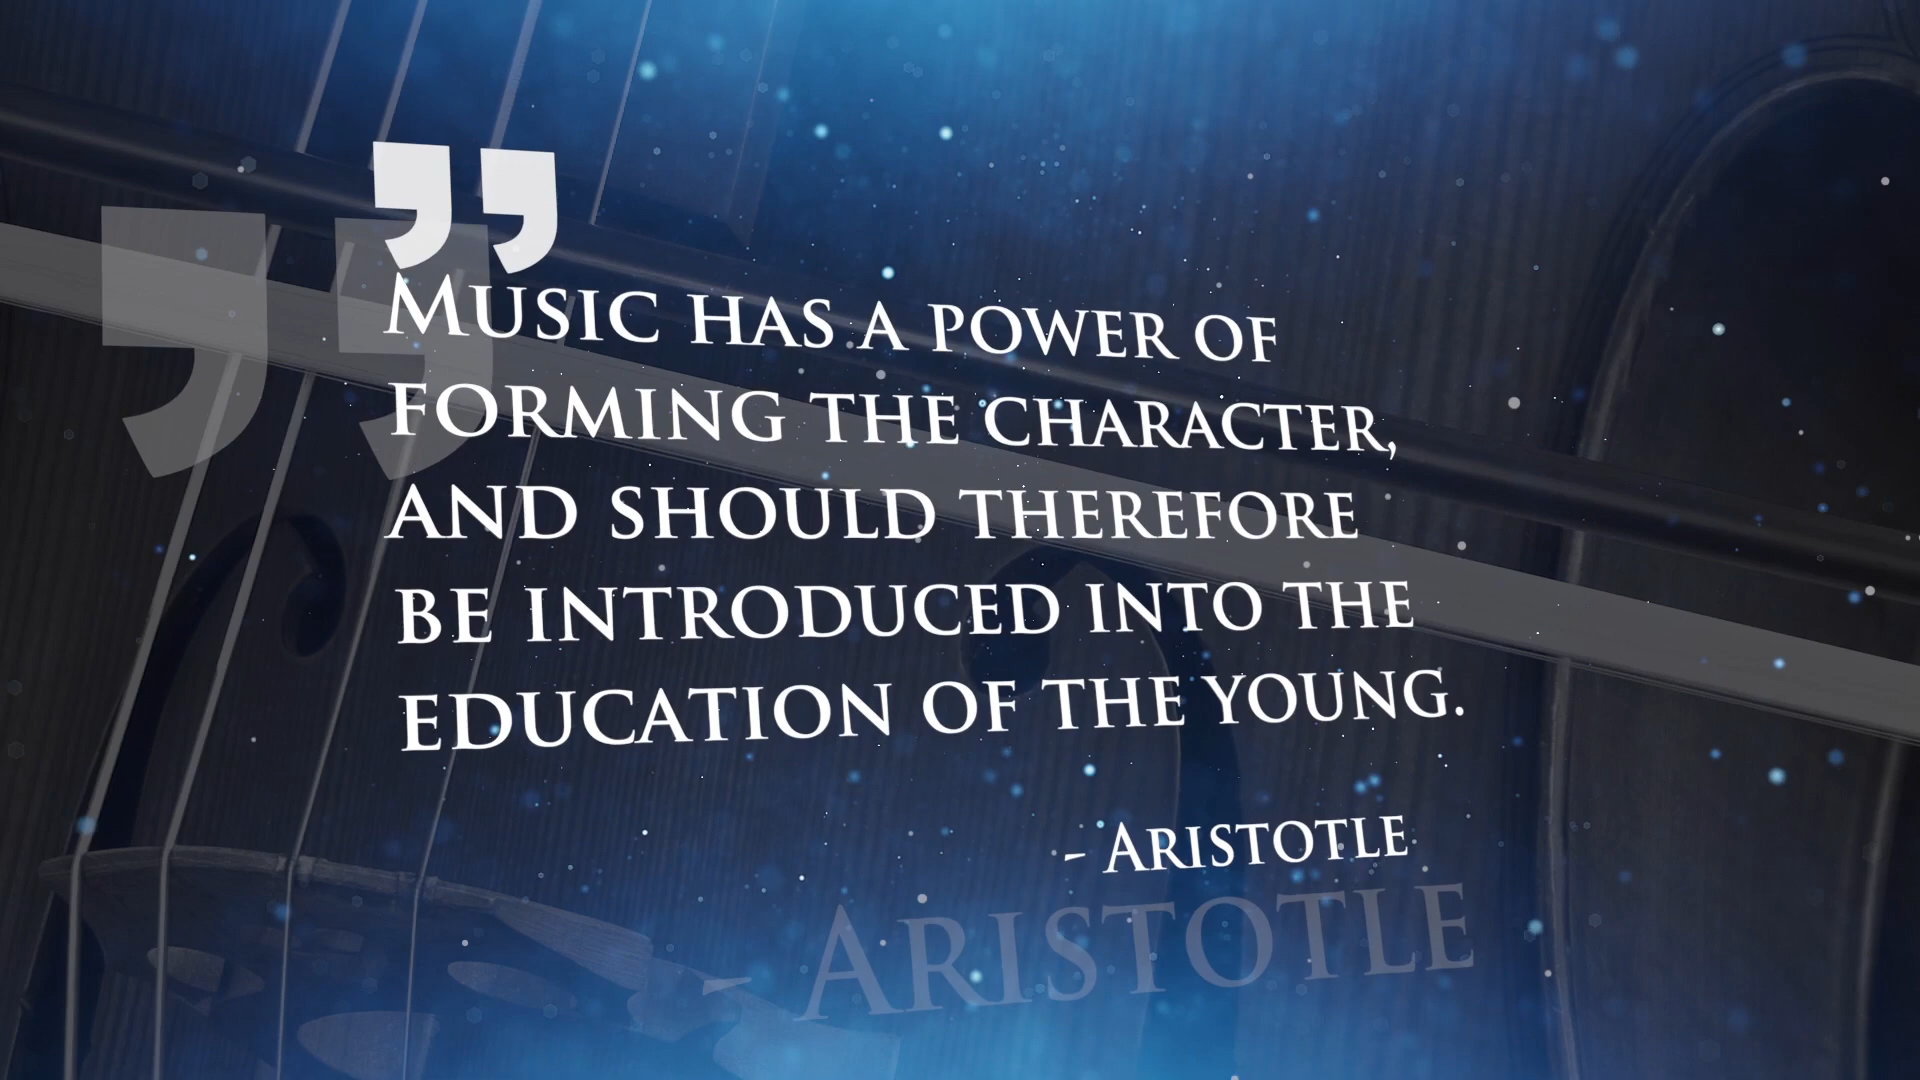 ”
Music has a power of
forming the character,
and should therefore
be introduced into the
education of the young.
- Aristotle
- Aristotle